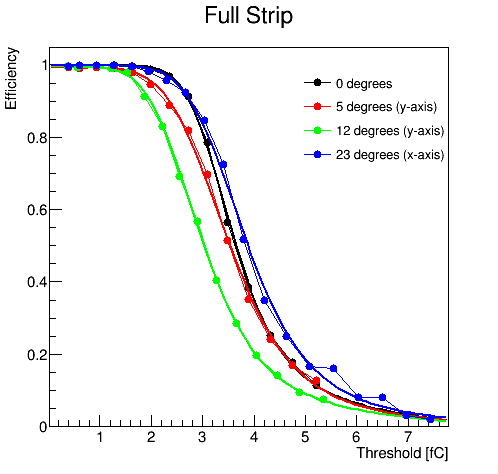 Full Strip
Efficiency
1
0.8
0.6
0.4
0.2
0
0 degrees
5 degrees (y-axis)
12 degrees (y-axis)
23 degrees (x-axis)
1 2 3 4 5 6 7
Threshold [fC]